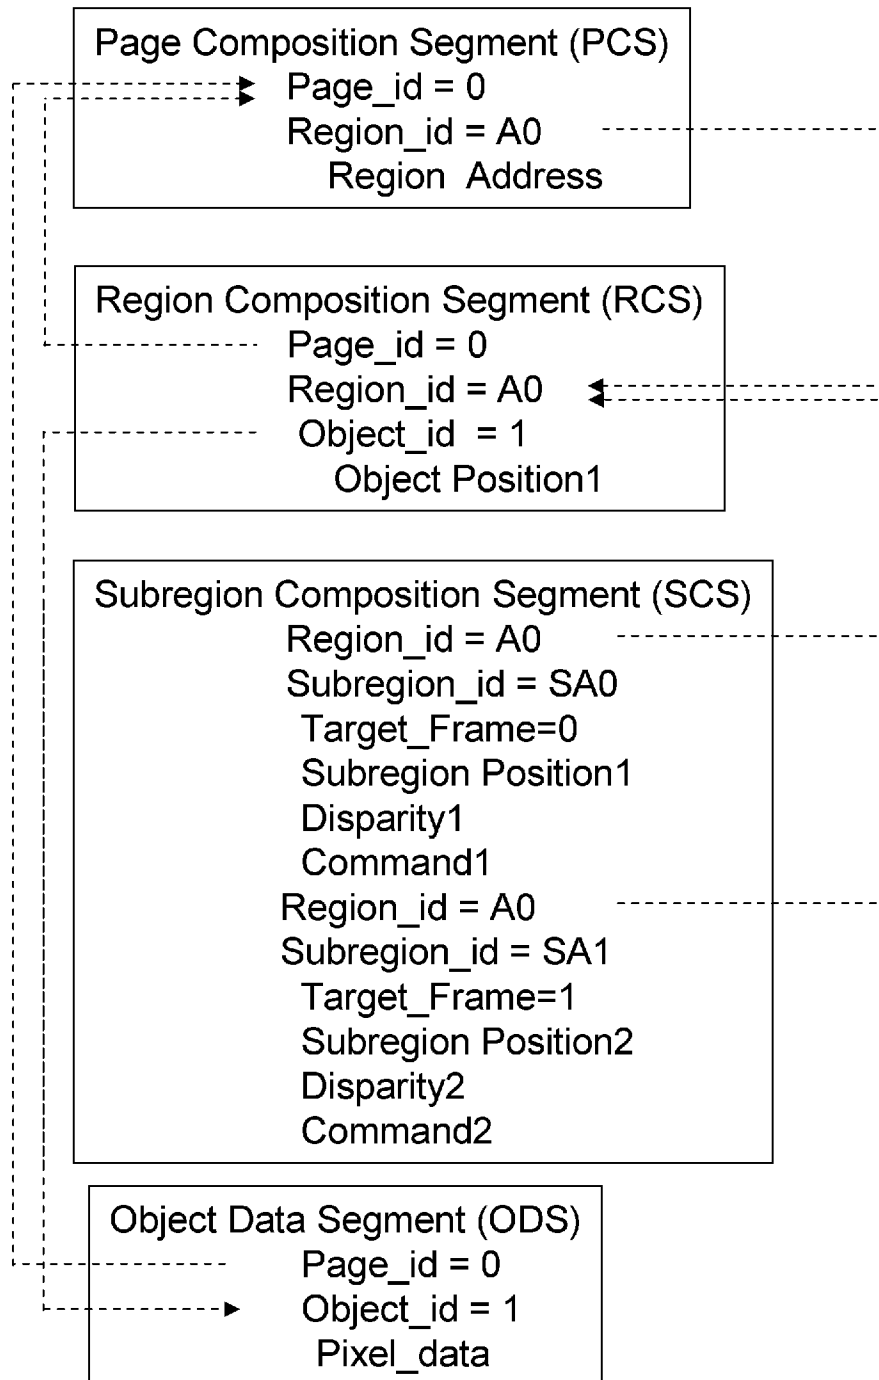 Page Composition Segment (PCS)
Page_id = 0
Region_id = A0
Region Address
Region Composition Segment (RCS)
Page_id = 0
Region_id = A0
Object_id = 1
Object Position1
Subregion Composition Segment (SCS)
Region_id = A0
Subregion_id = SA0
Target_Frame=0
Subregion Position1
Disparity1
Command1
Region_id = A0
Subregion_id = SA1
Target_Frame=1
Subregion Position2
Disparity2
Command2
Object Data Segment (ODS)
Page_id = 0
Object_id = 1
Pixel_data